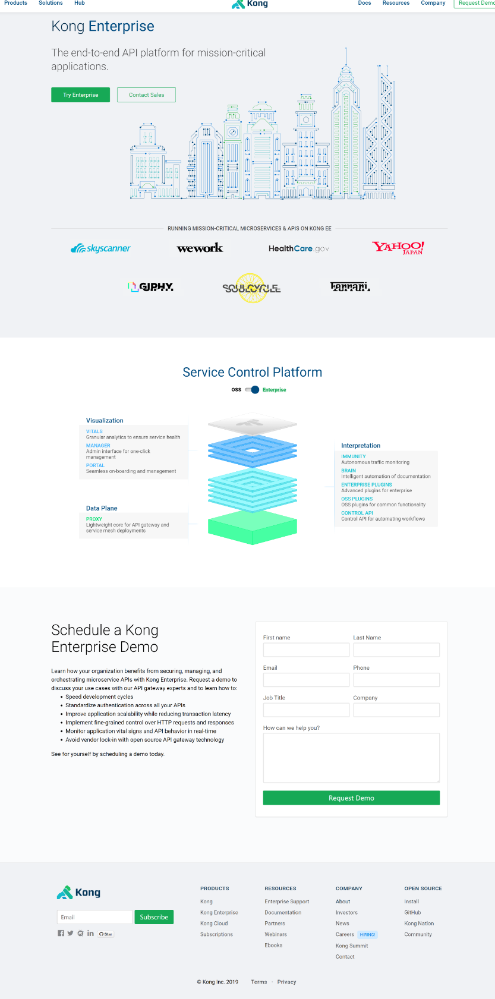 Products Solutions Hub Kong Docs Resources Company Request Demo
Kong Enterprise
The end-to-end API platform for mission-critical
applications.
Try Enterprise Contact Sales
RUNNING MISSION-CRITICAL MICROSERVICES & APIS ON KONG EE
skyscanner wework HealthCare.gov YAHOO! JAPAN
GIPHY SOULCYCLE Ferrari
Service Control Platform
OSS Enterprise
Visualization
VITALS
Granular analytics to ensure service health
MANAGER
Admin interface for one-click
management
PORTAL
Seamless on-boarding and management
Interpretation
IMMUNITY
Autonomous traffic monitoring
BRAIN
Intelligent automation of documentation
ENTERPRISE PLUGINS
Advanced plugins for enterprise
OSS PLUGINS
OSS plugins for common functionality
CONTROL API
Control API for automating workflows
Data Plane
PROXY
Lightweight core for API gateway and
service mesh deployments
Schedule a Kong
Enterprise Demo
Learn how your organization benefits from securing, managing, and
orchestrating microservice APIs with Kong Enterprise. Request a demo to
discuss your use cases with our API gateway experts and to learn how to:
• Speed development cycles
• Standardize authentication across all your APIs
• Improve application scalability while reducing transaction latency
• Implement fine-grained control over HTTP requests and responses
• Monitor application vital signs and API behavior in real-time
• Avoid vendor lock-in with open source API gateway technology
See for yourself by scheduling a demo today.
First name Last Name
Email Phone
Job Title Company
How can we help you?
Request Demo
Kong
Email Subscribe
Star
PRODUCTS
Kong
Kong Enterprise
Kong Cloud
Subscriptions
RESOURCES
Enterprise Support
Documentation
Partners
Webinars
Ebooks
COMPANY
About
Investors
News
Careers HIRING!
Kong Summit
Contact
OPEN SOURCE
Install
GitHub
Kong Nation
Community
© Kong Inc. 2019 Terms · Privacy